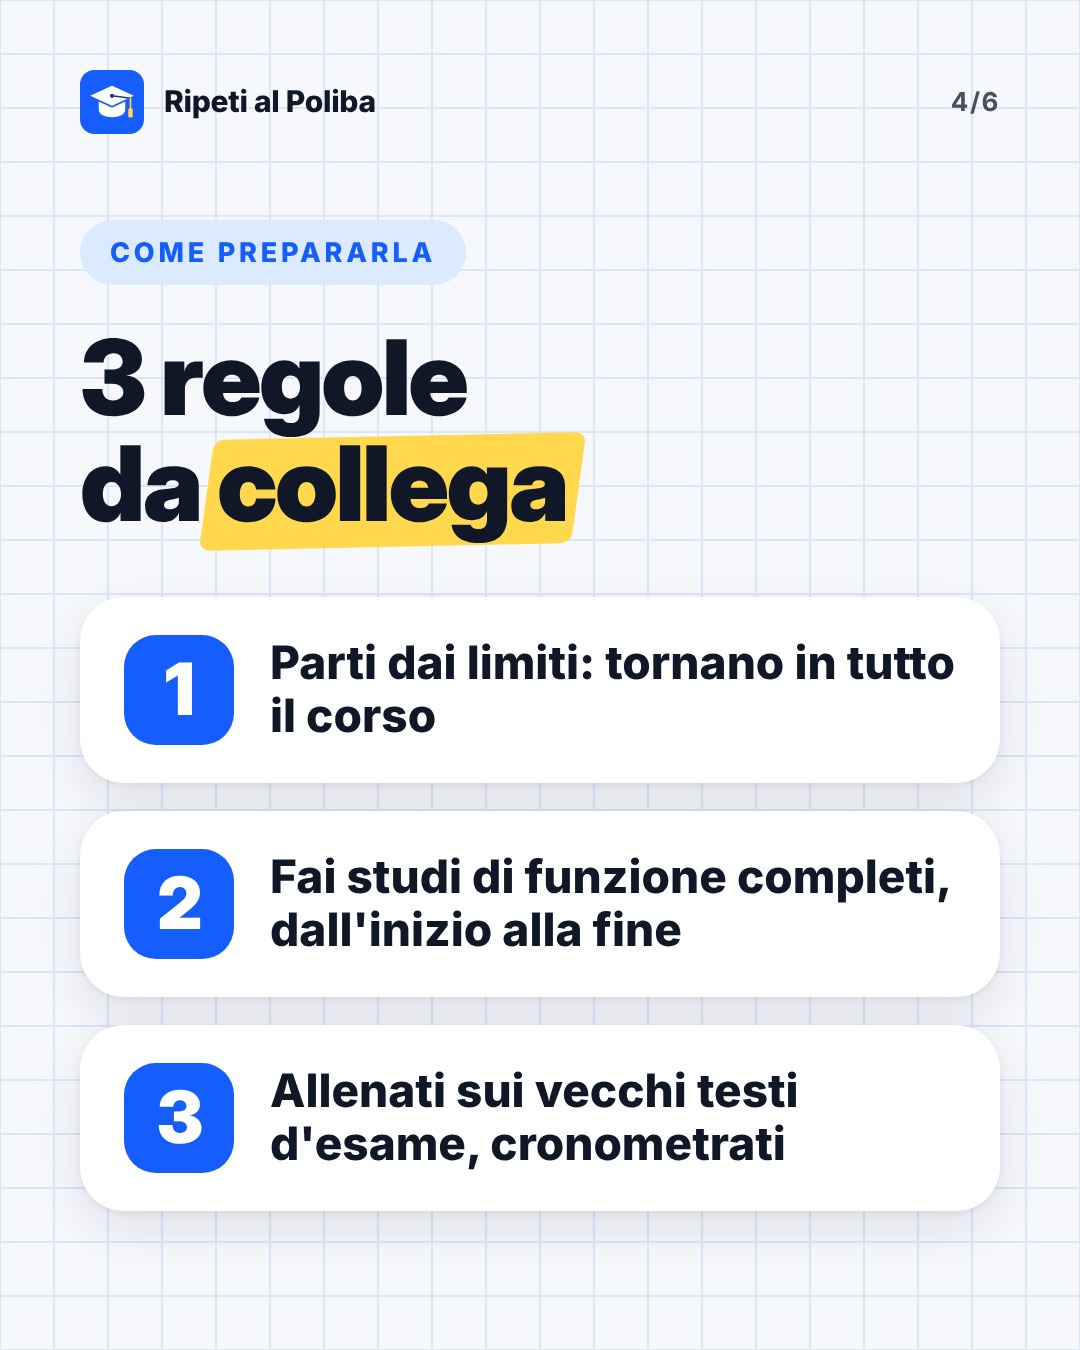 Ripeti al Poliba
4/6
COME PREPARARLA
3 regole
da collega
1
Parti dai limiti: tornano in tutto
il corso
2
Fai studi di funzione completi,
dall'inizio alla fine
3
Allenati sui vecchi testi
d'esame, cronometrati